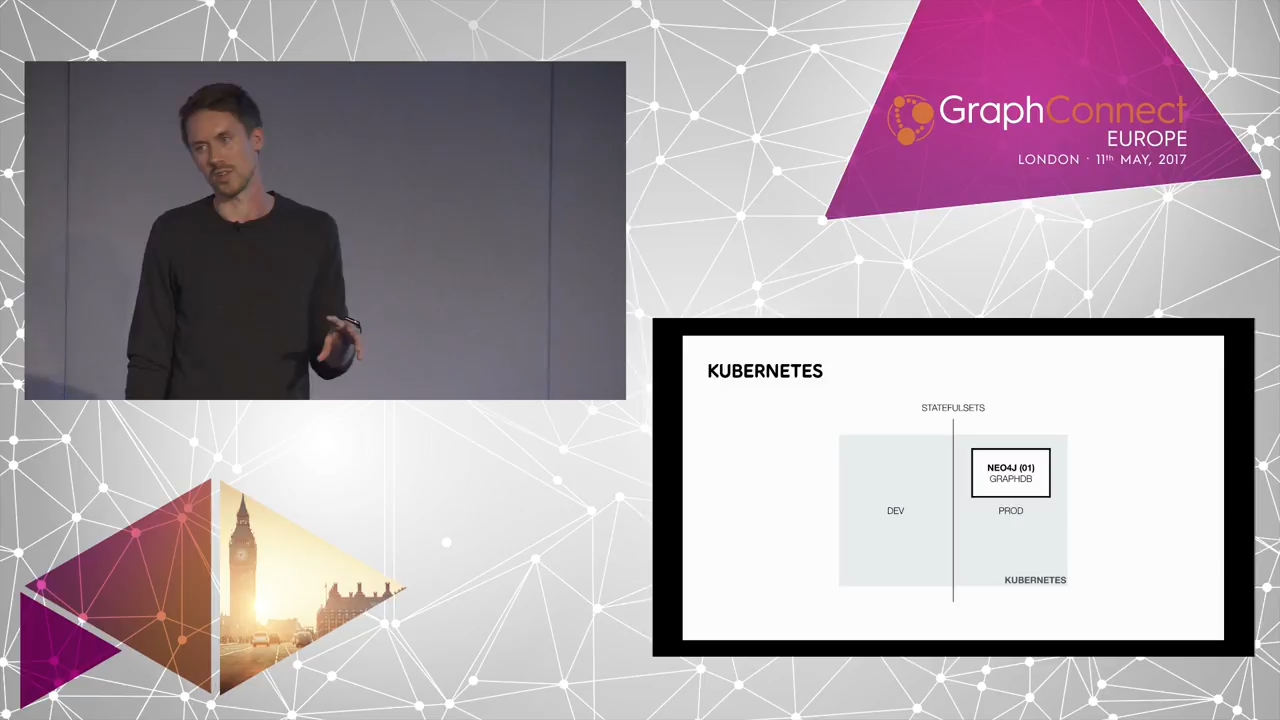 GraphConnect
EUROPE
LONDON · 11th MAY, 2017
KUBERNETES
STATEFULSETS
NEO4J (01)
GRAPHDB
DEV
PROD
KUBERNETES